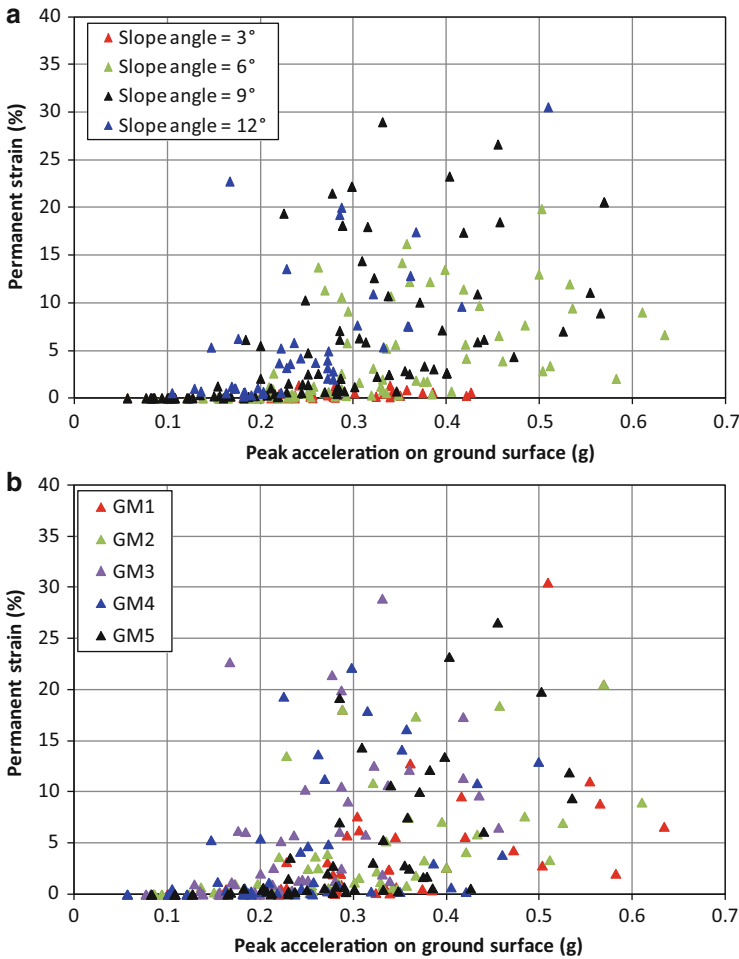 a
40
35
30
25
20
15
10
5
0
Permanent strain (%)
Slope angle = 3°
Slope angle = 6°
Slope angle = 9°
Slope angle = 12°
0 0.1 0.2 0.3 0.4 0.5 0.6 0.7
Peak acceleration on ground surface (g)
b
40
35
30
25
20
15
10
5
0
Permanent strain (%)
GM1
GM2
GM3
GM4
GM5
0 0.1 0.2 0.3 0.4 0.5 0.6 0.7
Peak acceleration on ground surface (g)